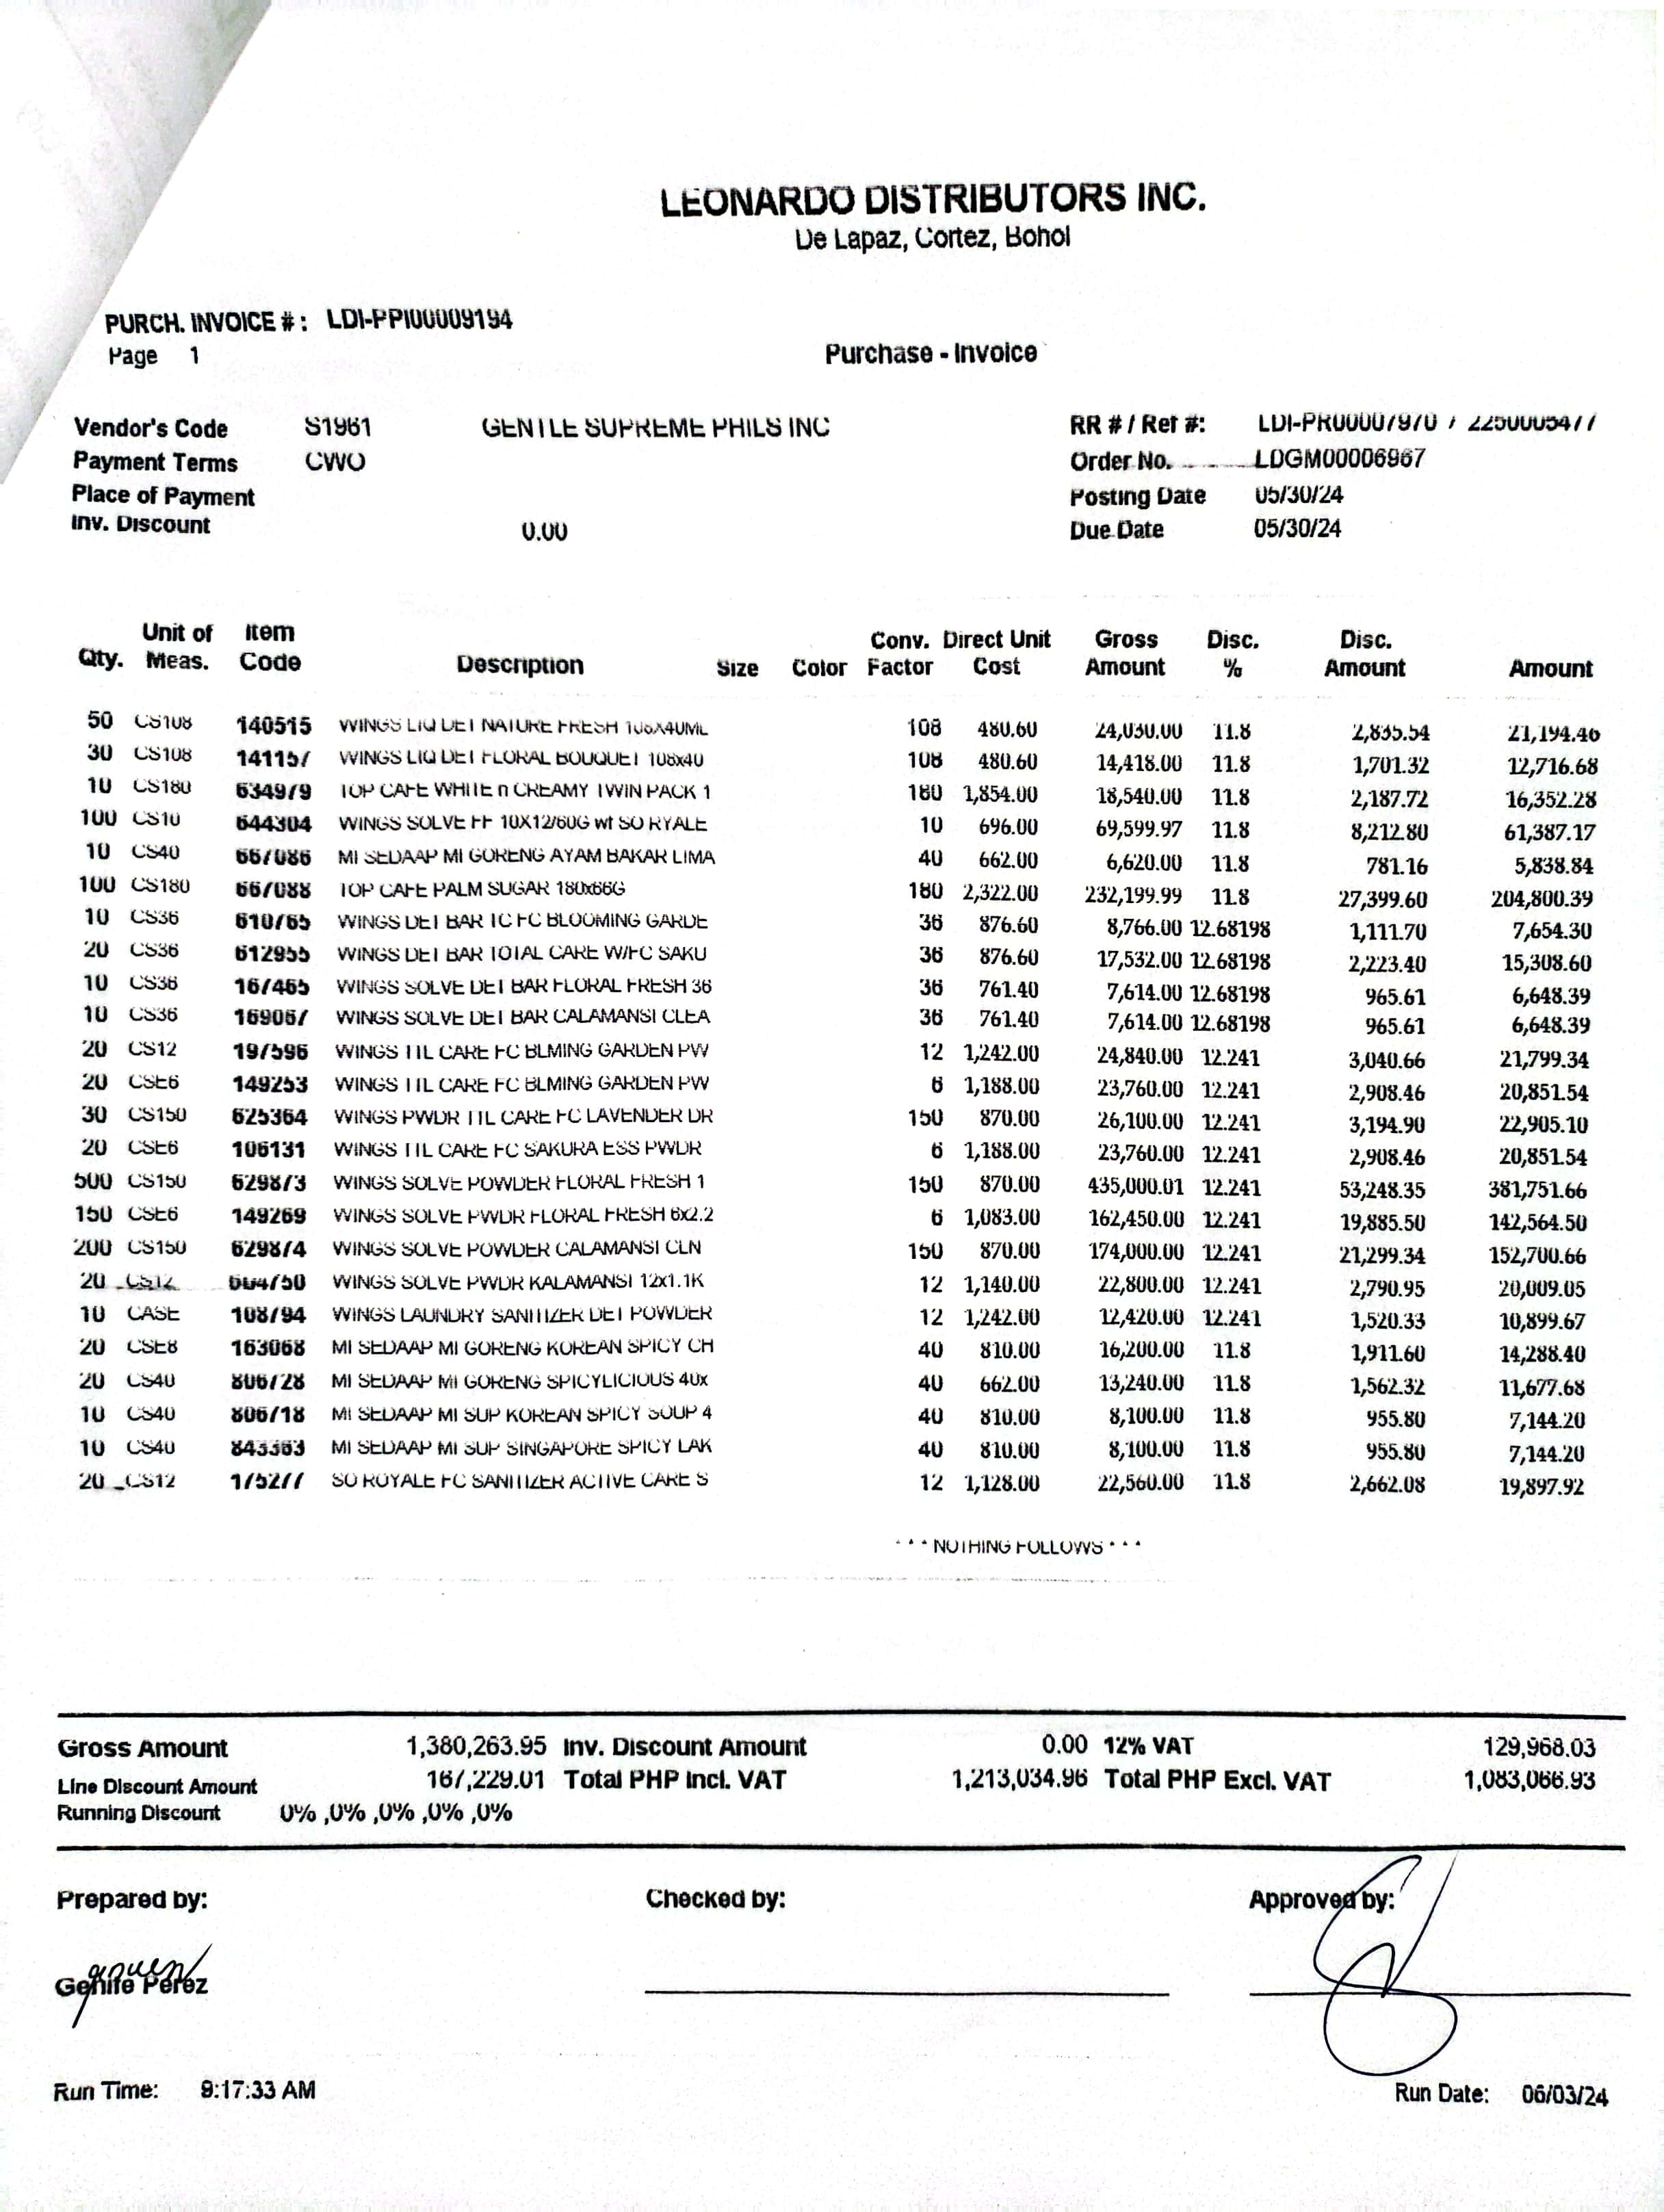 LEONARDO DISTRIBUTORS INC.
De Lapaz, Cortez, Bohol
PURCH. INVOICE # : LDI-PPI00009194
Page 1
Purchase - Invoice
Vendor's Code S1961 GENTLE SUPREME PHILS INC RR # / Ref #: LDI-PR00007970 / 2250005477
Payment Terms CWO Order No. LDGM00006967
Place of Payment Posting Date 05/30/24
Inv. Discount 0.00 Due Date 05/30/24
Unit of Item Conv. Direct Unit Gross Disc. Disc.
Qty. Meas. Code Description Size Color Factor Cost Amount % Amount Amount
50 CS108 140515 WINGS LIQ DET NATURE FRESH 108X40ML 108 480.60 24,030.00 11.8 2,835.54 21,194.46
30 CS108 141157 WINGS LIQ DET FLORAL BOUQUET 108x40 108 480.60 14,418.00 11.8 1,701.32 12,716.68
10 CS180 634979 TOP CAFE WHITE n CREAMY TWIN PACK 1 180 1,854.00 18,540.00 11.8 2,187.72 16,352.28
100 CS10 644304 WINGS SOLVE FF 10X12/60G wt SO RYALE 10 696.00 69,599.97 11.8 8,212.80 61,387.17
10 CS40 667086 MI SEDAAP MI GORENG AYAM BAKAR LIMA 40 662.00 6,620.00 11.8 781.16 5,838.84
100 CS180 667088 TOP CAFE PALM SUGAR 180x66G 180 2,322.00 232,199.99 11.8 27,399.60 204,800.39
10 CS36 610765 WINGS DET BAR TC FC BLOOMING GARDE 36 876.60 8,766.00 12.68198 1,111.70 7,654.30
20 CS36 612955 WINGS DET BAR TOTAL CARE W/FC SAKU 36 876.60 17,532.00 12.68198 2,223.40 15,308.60
10 CS36 167465 WINGS SOLVE DET BAR FLORAL FRESH 36 36 761.40 7,614.00 12.68198 965.61 6,648.39
10 CS36 169067 WINGS SOLVE DET BAR CALAMANSI CLEA 36 761.40 7,614.00 12.68198 965.61 6,648.39
20 CS12 197596 WINGS TTL CARE FC BLMING GARDEN PW 12 1,242.00 24,840.00 12.241 3,040.66 21,799.34
20 CSE6 149253 WINGS TTL CARE FC BLMING GARDEN PW 6 1,188.00 23,760.00 12.241 2,908.46 20,851.54
30 CS150 625364 WINGS PWDR TTL CARE FC LAVENDER DR 150 870.00 26,100.00 12.241 3,194.90 22,905.10
20 CSE6 106131 WINGS TTL CARE FC SAKURA ESS PWDR 6 1,188.00 23,760.00 12.241 2,908.46 20,851.54
500 CS150 629873 WINGS SOLVE POWDER FLORAL FRESH 1 150 870.00 435,000.01 12.241 53,248.35 381,751.66
150 CSE6 149269 WINGS SOLVE PWDR FLORAL FRESH 6x2.2 6 1,083.00 162,450.00 12.241 19,885.50 142,564.50
200 CS150 629874 WINGS SOLVE POWDER CALAMANSI CLN 150 870.00 174,000.00 12.241 21,299.34 152,700.66
20 CS12 664750 WINGS SOLVE PWDR KALAMANSI 12x1.1K 12 1,140.00 22,800.00 12.241 2,790.95 20,009.05
10 CASE 108794 WINGS LAUNDRY SANITIZER DET POWDER 12 1,242.00 12,420.00 12.241 1,520.33 10,899.67
20 CSE8 163068 MI SEDAAP MI GORENG KOREAN SPICY CH 40 810.00 16,200.00 11.8 1,911.60 14,288.40
20 CS40 806728 MI SEDAAP MI GORENG SPICYLICIOUS 40x 40 662.00 13,240.00 11.8 1,562.32 11,677.68
10 CS40 806718 MI SEDAAP MI SUP KOREAN SPICY SOUP 4 40 810.00 8,100.00 11.8 955.80 7,144.20
10 CS40 843363 MI SEDAAP MI SUP SINGAPORE SPICY LAK 40 810.00 8,100.00 11.8 955.80 7,144.20
20 CS12 175277 SO ROYALE FC SANITIZER ACTIVE CARE S 12 1,128.00 22,560.00 11.8 2,662.08 19,897.92
* * * NOTHING FOLLOWS * * *
Gross Amount 1,380,263.95 Inv. Discount Amount 0.00 12% VAT 129,968.03
Line Discount Amount 167,229.01 Total PHP Incl. VAT 1,213,034.96 Total PHP Excl. VAT 1,083,066.93
Running Discount 0% ,0% ,0% ,0% ,0%
Prepared by: Checked by: Approved by:
Perez
Run Time: 9:17:33 AM Run Date: 06/03/24